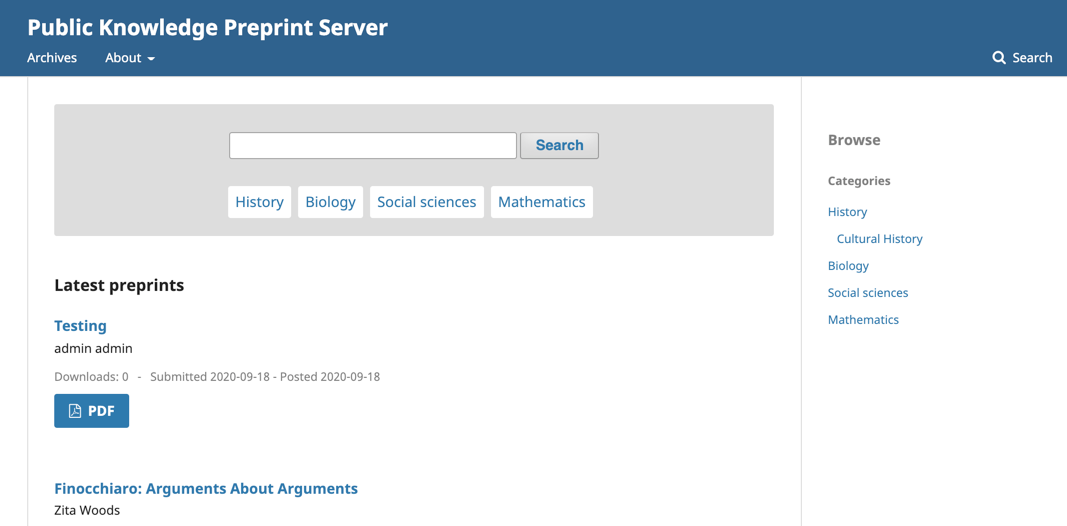 Public Knowledge Preprint Server
Archives About
Search
Search
History Biology Social sciences Mathematics
Latest preprints
Testing
admin admin
Downloads: 0 - Submitted 2020-09-18 - Posted 2020-09-18
PDF
Finocchiaro: Arguments About Arguments
Zita Woods
Browse
Categories
History
Cultural History
Biology
Social sciences
Mathematics